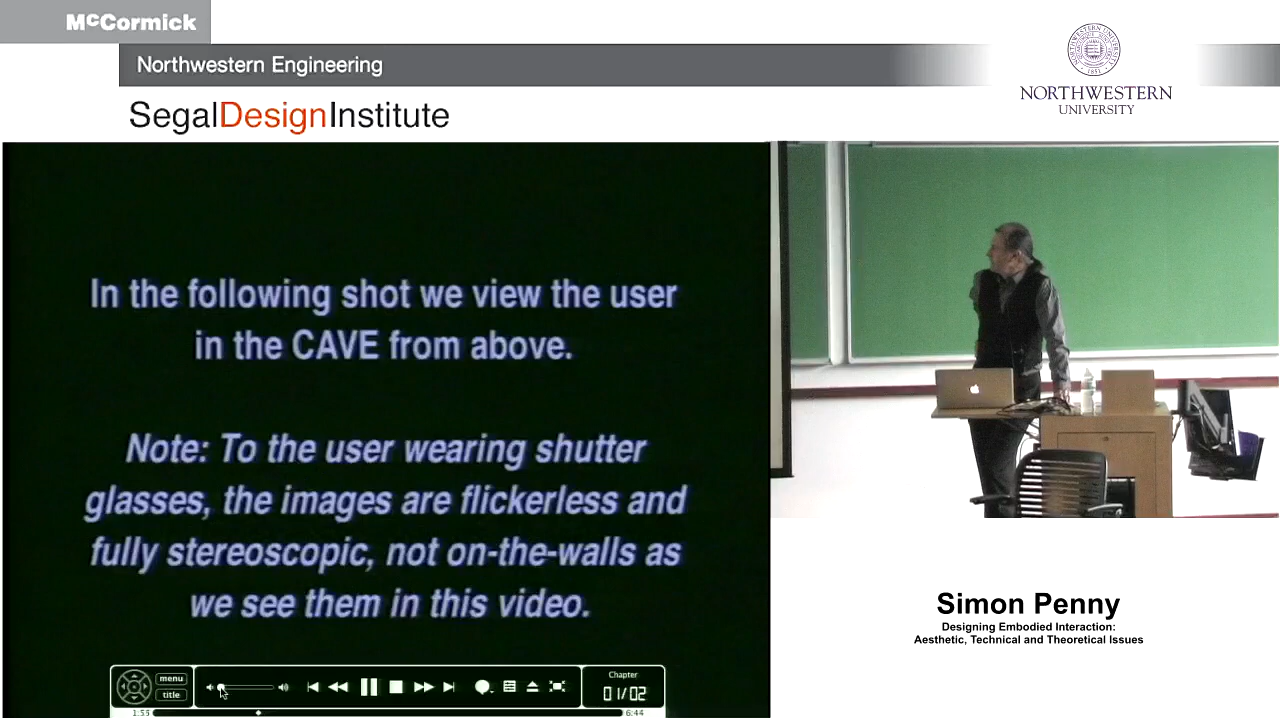 McCormick
Northwestern Engineering
SegalDesignInstitute
NORTHWESTERN
UNIVERSITY
In the following shot we view the user
in the CAVE from above.
Note: To the user wearing shutter
glasses, the images are flickerless and
fully stereoscopic, not on-the-walls as
we see them in this video.
menu
title
Chapter
01/02
1:53
6:44
Simon Penny
Designing Embodied Interaction:
Aesthetic, Technical and Theoretical Issues